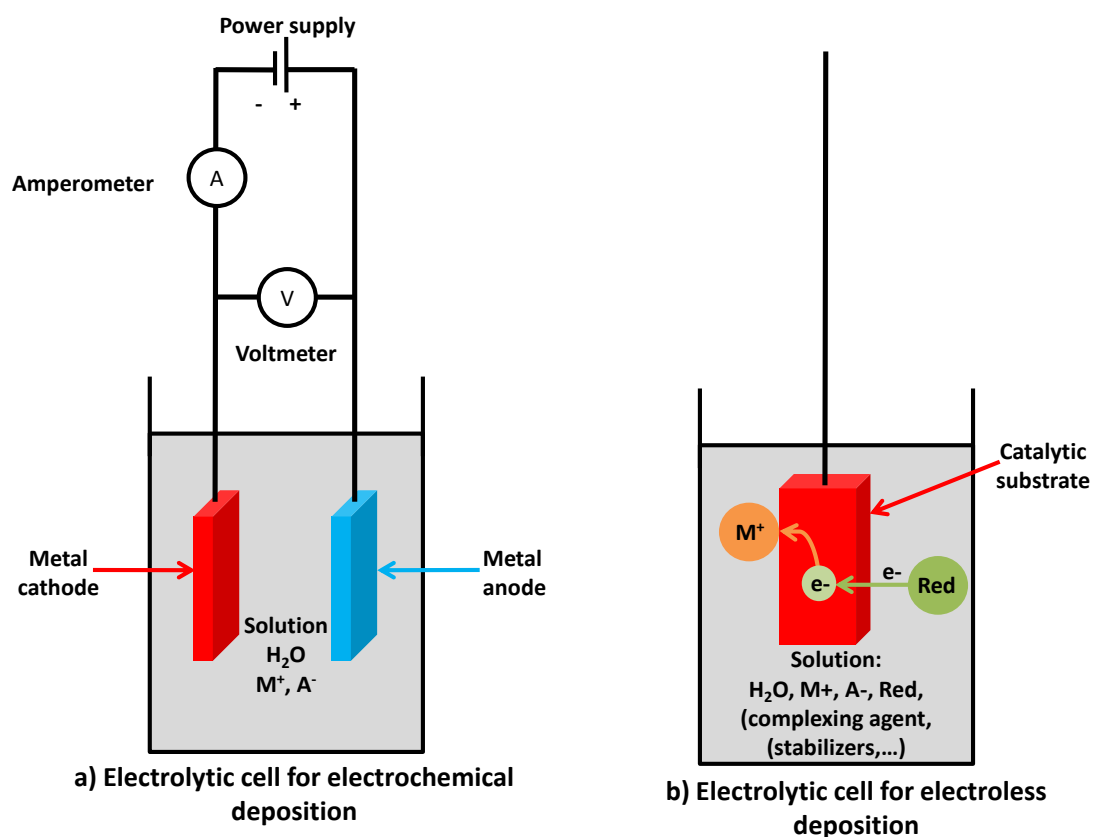 Power supply
- +
A
Amperometer
V
Voltmeter
Metal
cathode
Metal
anode
Solution
H₂O
M⁺, A⁻
a) Electrolytic cell for electrochemical
deposition
Catalytic
substrate
M⁺
e-
e-
Red
Solution:
H₂O, M+, A-, Red,
(complexing agent,
(stabilizers,...)
b) Electrolytic cell for electroless
deposition